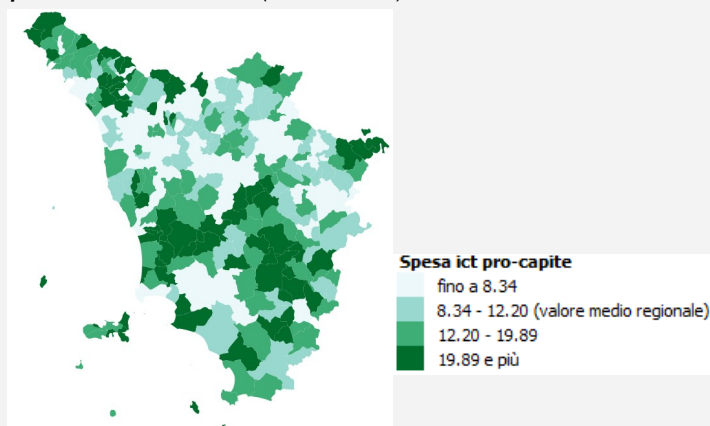 Spesa ict pro-capite
fino a 8.34
8.34 - 12.20 (valore medio regionale)
12.20 - 19.89
19.89 e più